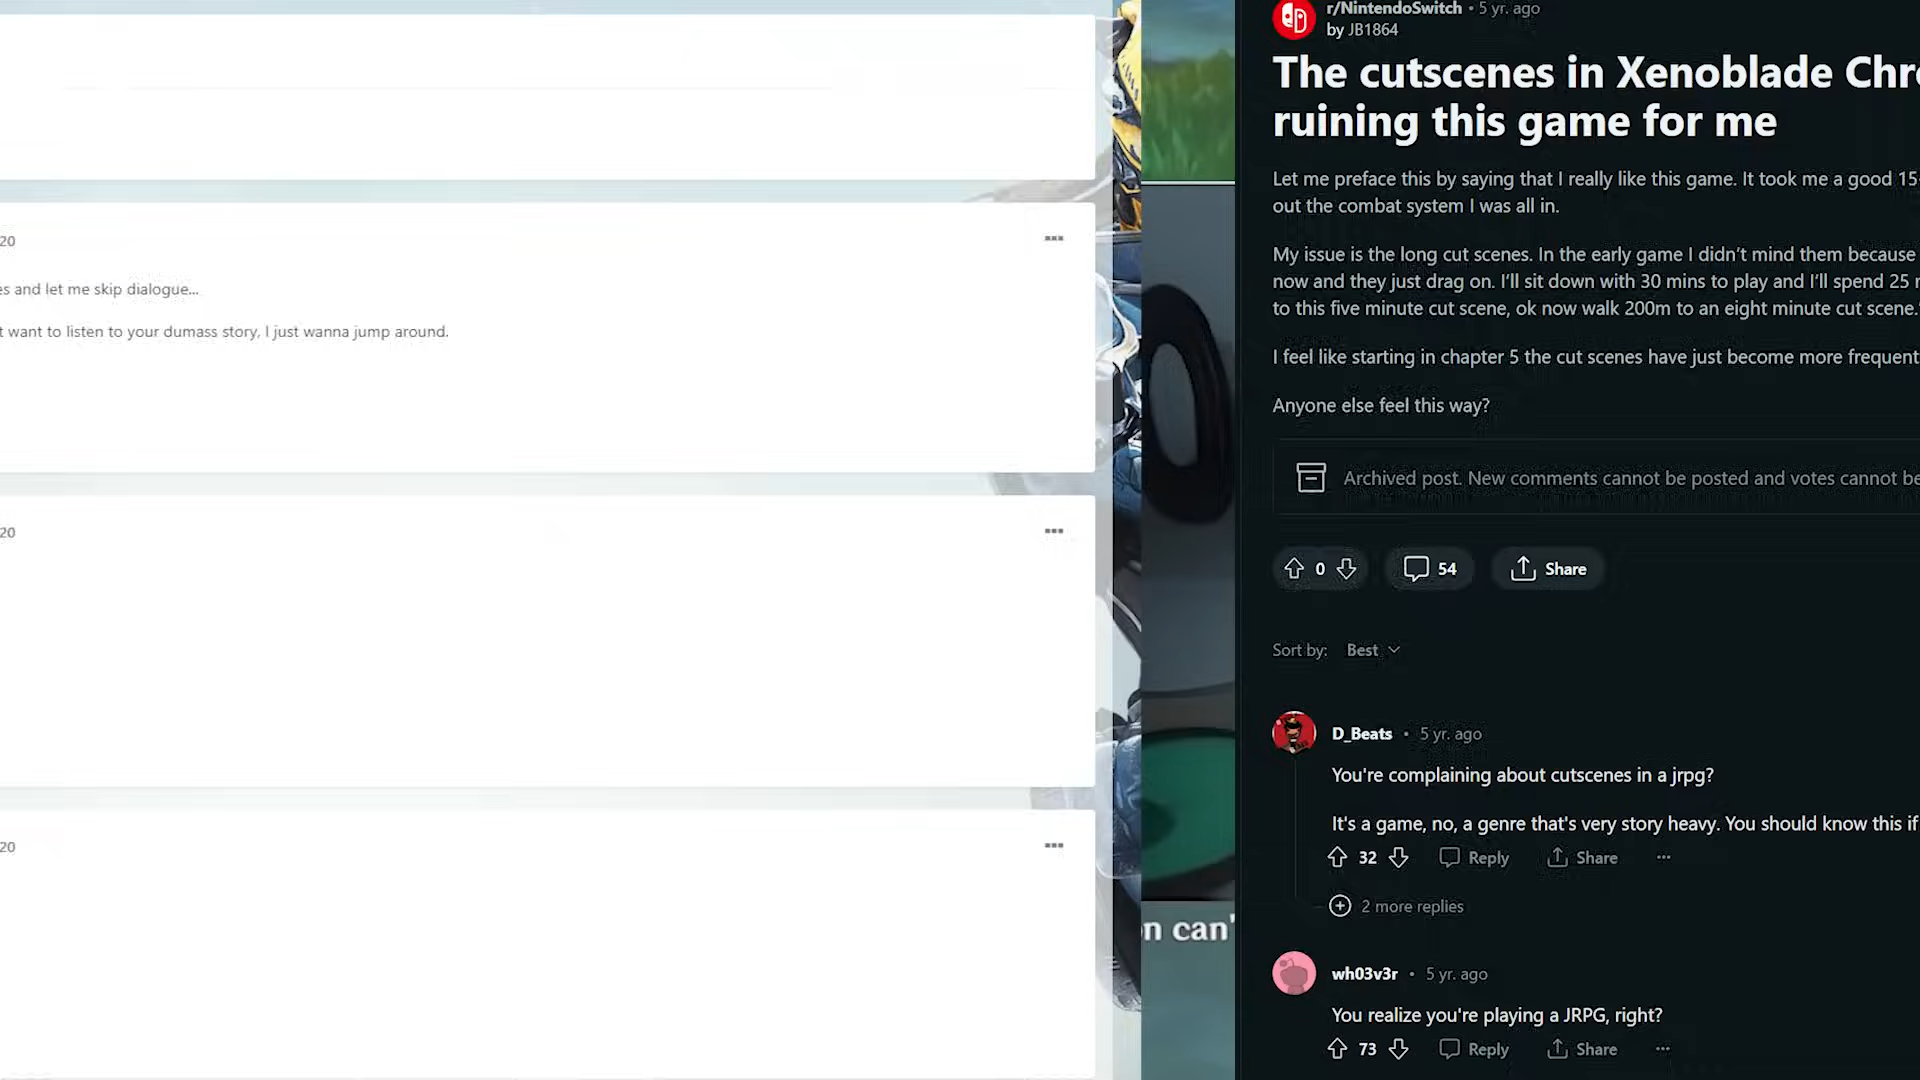 20
es and let me skip dialogue...
t want to listen to your dumass story, I just wanna jump around.
20
20
n can'
r/NintendoSwitch • 5 yr. ago
by JB1864
The cutscenes in Xenoblade Chr
ruining this game for me
Let me preface this by saying that I really like this game. It took me a good 15-
out the combat system I was all in.
My issue is the long cut scenes. In the early game I didn't mind them because
now and they just drag on. I'll sit down with 30 mins to play and I'll spend 25 m
to this five minute cut scene, ok now walk 200m to an eight minute cut scene."
I feel like starting in chapter 5 the cut scenes have just become more frequent
Anyone else feel this way?
Archived post. New comments cannot be posted and votes cannot be
0 54 Share
Sort by: Best
D_Beats • 5 yr. ago
You're complaining about cutscenes in a jrpg?
It's a game, no, a genre that's very story heavy. You should know this if
32 Reply Share ...
2 more replies
wh03v3r • 5 yr. ago
You realize you're playing a JRPG, right?
73 Reply Share ...